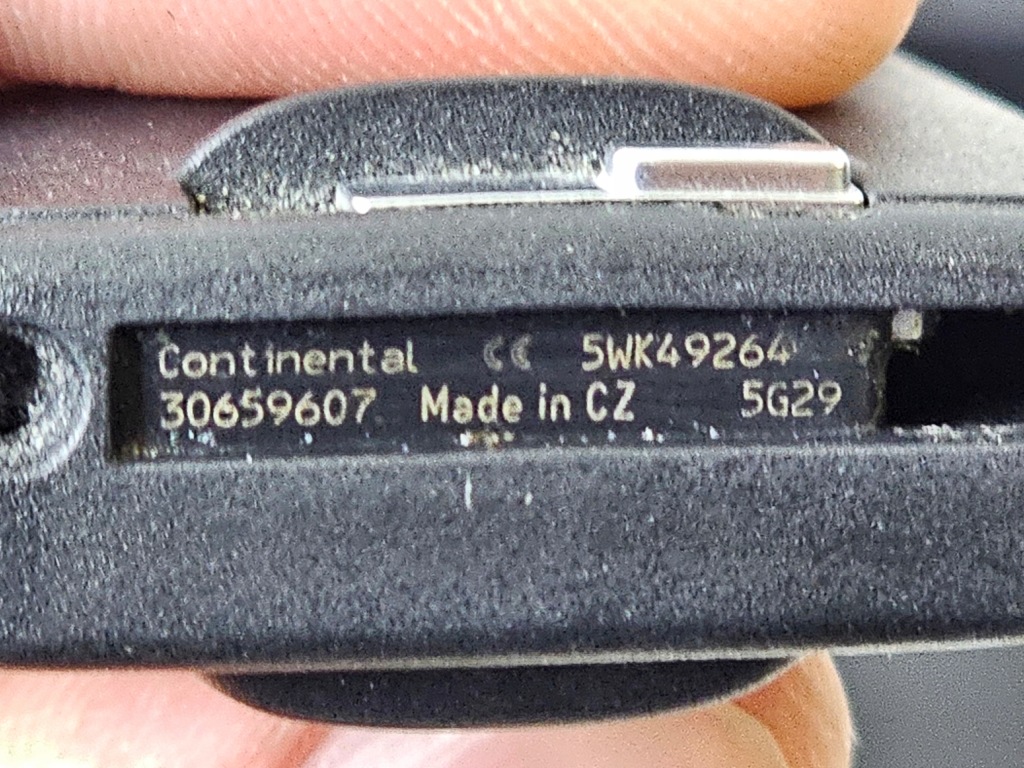 Continental CE 5WK49264
30659607 Made in CZ 5G29